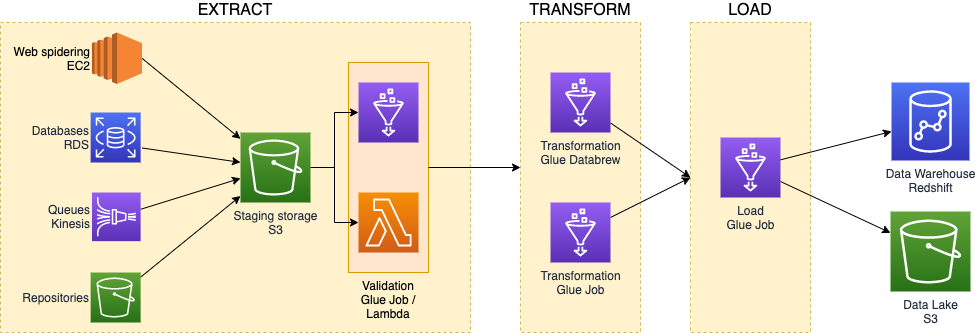 EXTRACT
TRANSFORM
LOAD
Web spidering
EC2
Databases
RDS
Queues
Kinesis
Repositories
Staging storage
S3
Validation
Glue Job /
Lambda
Transformation
Glue Databrew
Transformation
Glue Job
Load
Glue Job
Data Warehouse
Redshift
Data Lake
S3